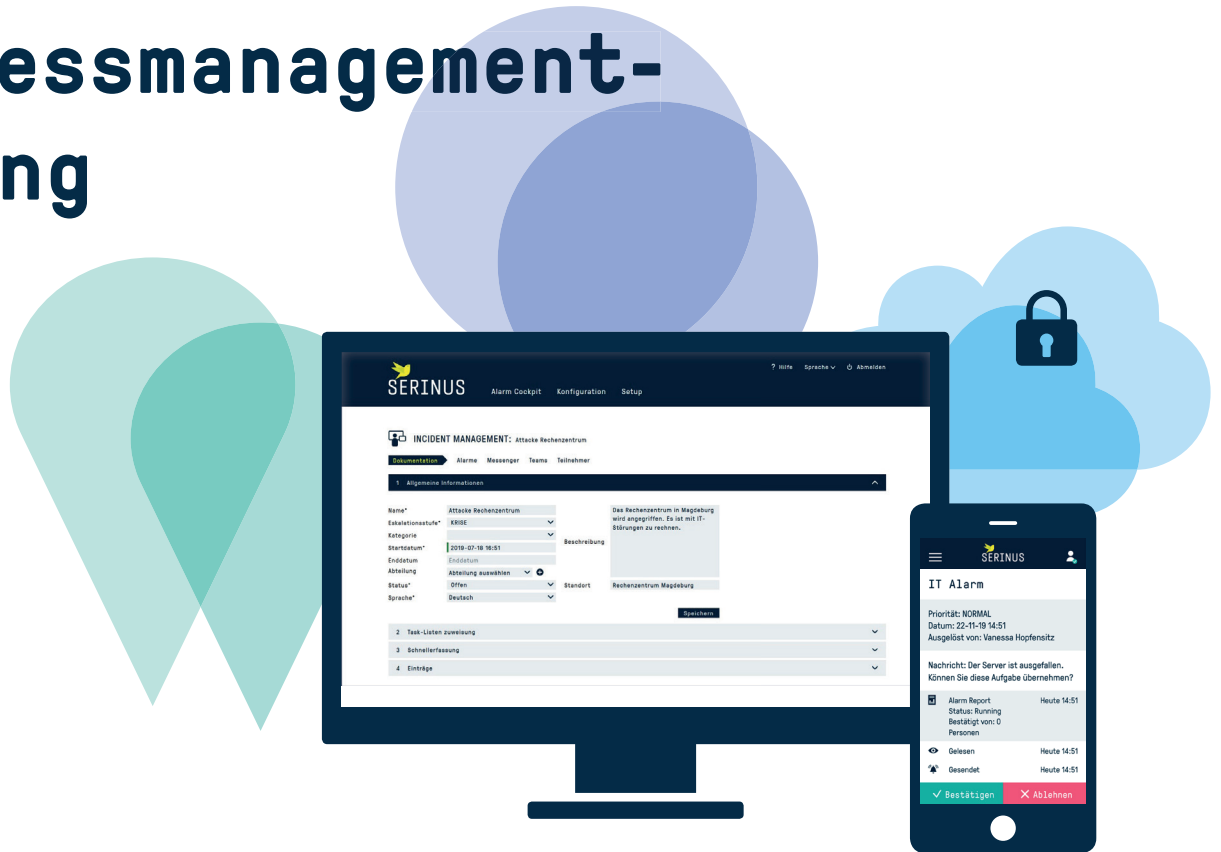 essmanagement-
ng
SERINUS
? Hilfe Sprache Abmelden
Alarm Cockpit Konfiguration Setup
INCIDENT MANAGEMENT: Attacke Rechenzentrum
Dokumentation Alarme Messenger Teams Teilnehmer
1 Allgemeine Informationen
Name* Attacke Rechenzentrum
Eskalationsstufe* KRISE
Kategorie
Startdatum* 2019-07-16 16:51
Enddatum Enddatum
Abteilung Abteilung auswählen
Status* Offen
Sprache* Deutsch
Beschreibung
Das Rechenzentrum in Magdeburg
wird angegriffen. Es ist mit IT-
Störungen zu rechnen.
Standort Rechenzentrum Magdeburg
Speichern
2 Task-Listen zuweisung
3 Schnellerfassung
4 Einträge
SERINUS
IT Alarm
Priorität: NORMAL
Datum: 22-11-19 14:51
Ausgelöst von: Vanessa Hopfensitz
Nachricht: Der Server ist ausgefallen.
Können Sie diese Aufgabe übernehmen?
Alarm Report Heute 14:51
Status: Running
Bestätigt von: 0
Personen
Gelesen Heute 14:51
Gesendet Heute 14:51
Bestätigen Ablehnen